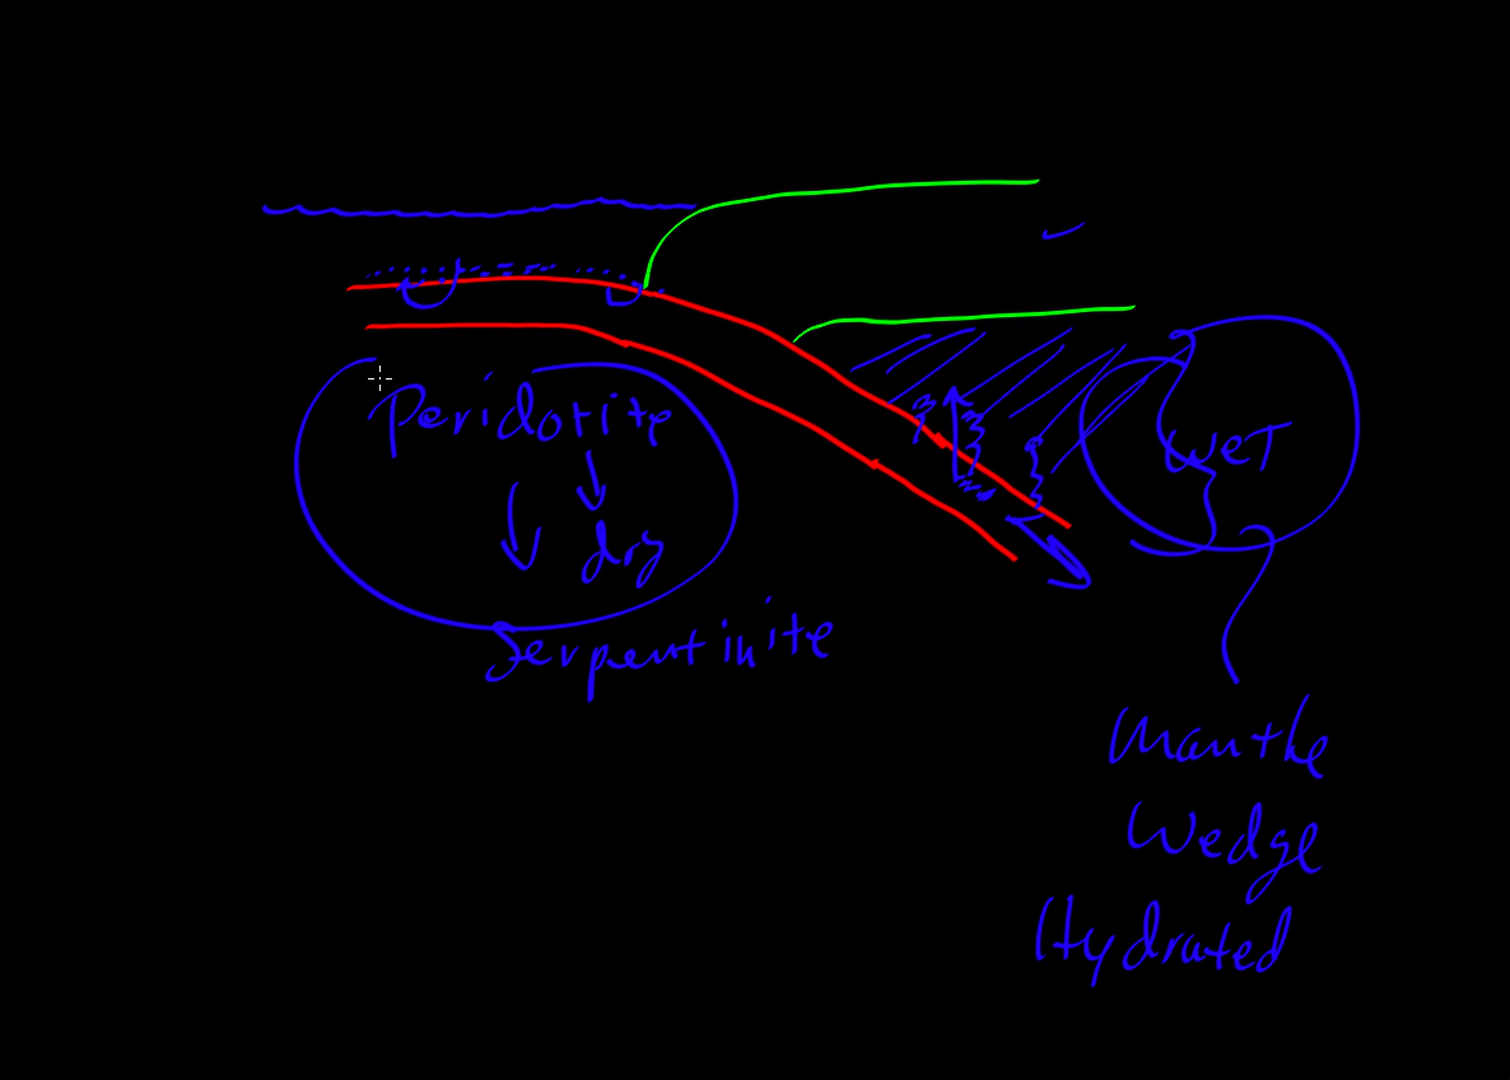 Peridotite
dry
Serpentinite
WeT
Mantle
Wedge
Hydrated